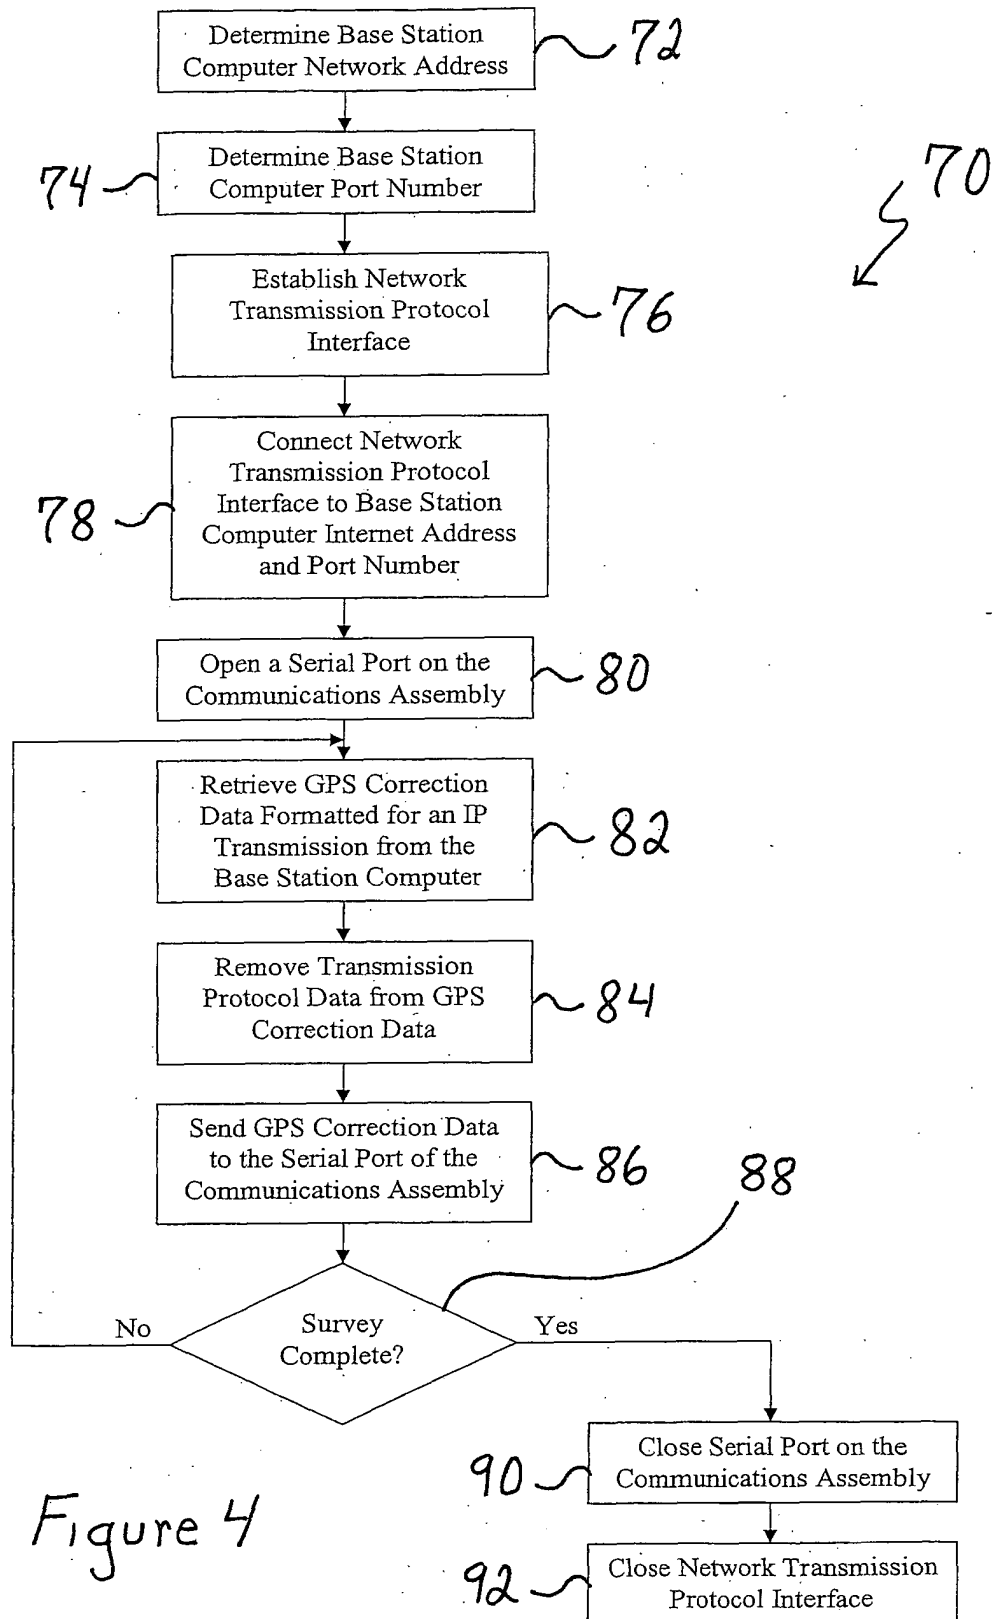 Determine Base Station
Computer Network Address
72
Determine Base Station
Computer Port Number
74
70
Establish Network
Transmission Protocol
Interface
76
Connect Network
Transmission Protocol
Interface to Base Station
Computer Internet Address
and Port Number
78
Open a Serial Port on the
Communications Assembly
80
Retrieve GPS Correction
Data Formatted for an IP
Transmission from the
Base Station Computer
82
Remove Transmission
Protocol Data from GPS
Correction Data
84
Send GPS Correction Data
to the Serial Port of the
Communications Assembly
86
88
No
Survey
Complete?
Yes
Close Serial Port on the
Communications Assembly
90
Close Network Transmission
Protocol Interface
92
Figure 4